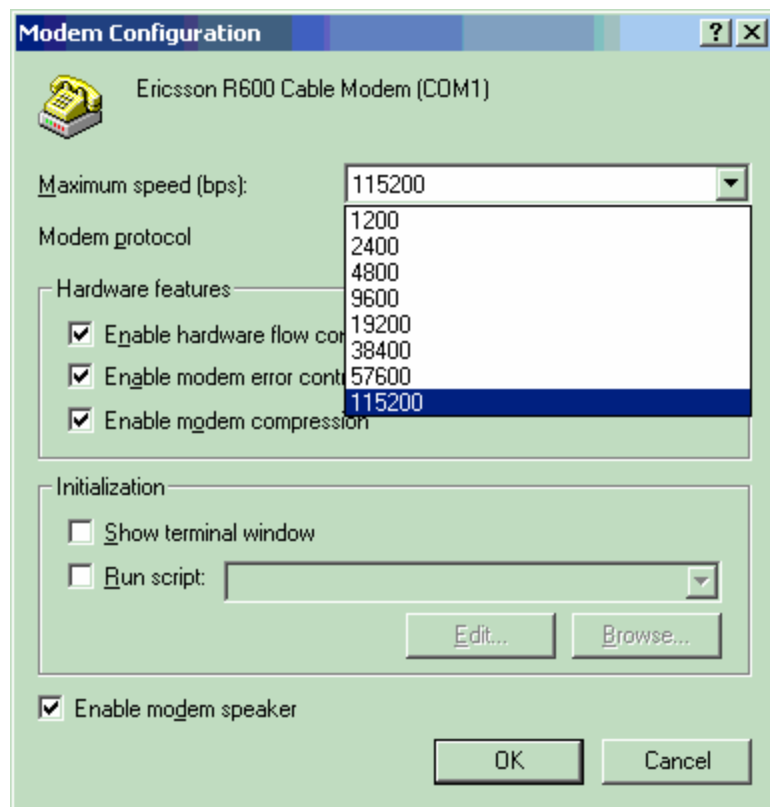 Modem Configuration
Ericsson R600 Cable Modem (COM1)
Maximum speed (bps):
115200
1200
2400
4800
9600
19200
38400
57600
115200
Modem protocol
Hardware features
Enable hardware flow
Enable modem error
Enable modem compression
Initialization
Show terminal window
Run script:
Edit...
Browse...
Enable modem speaker
OK
Cancel